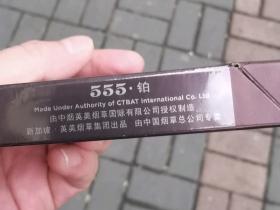 555·铂
Made Under Authority of CTBAT International Co. Ltd
由中烟英美烟草国际有限公司授权制造
新加坡·英美烟草集团出品 由中国烟草总公司专卖